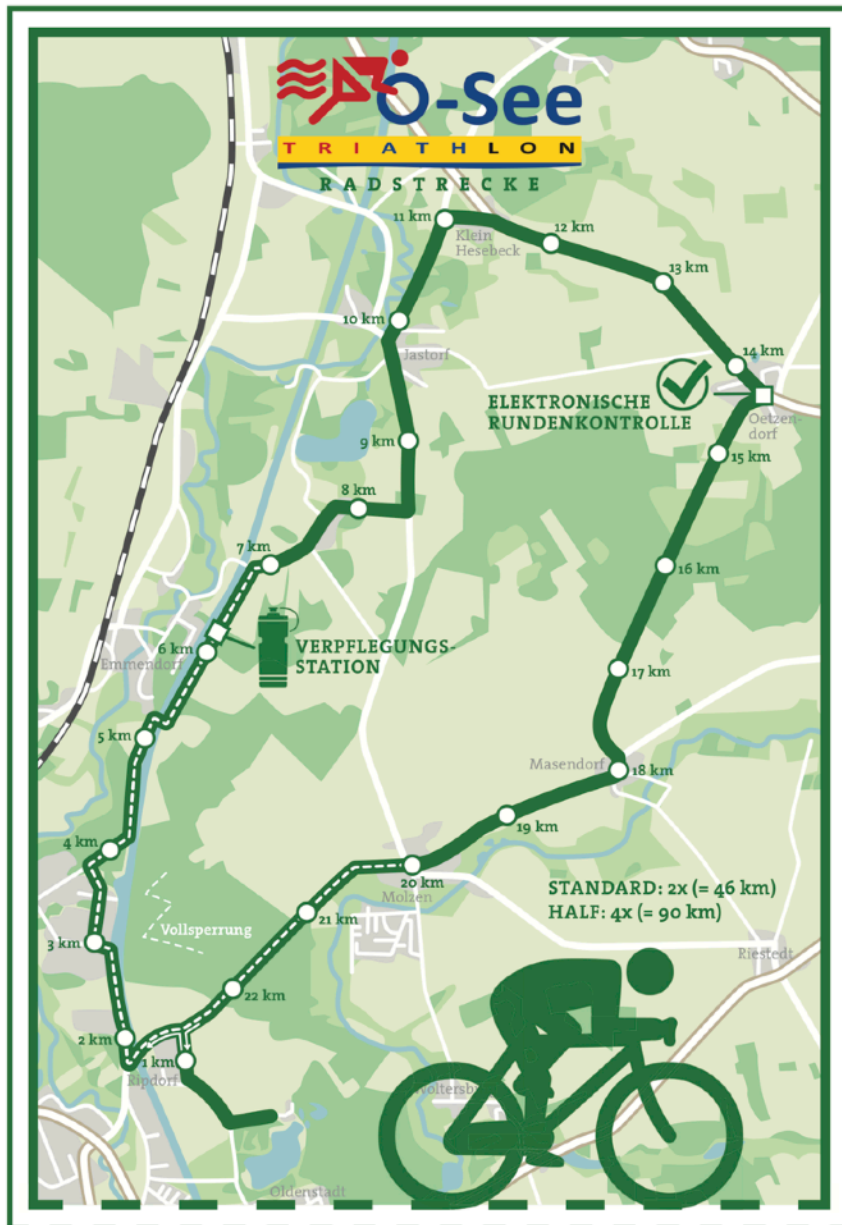 O-See
TRIATHLON
RADSTRECKE
11 km
Klein
Hesebeck
12 km
13 km
10 km
Jastorf
14 km
ELEKTRONISCHE
RUNDENKONTROLLE
Oetzen-
dorf
9 km
15 km
8 km
7 km
16 km
6 km
Emmendorf
VERPFLEGUNGS-
STATION
17 km
5 km
Masendorf
18 km
19 km
4 km
20 km
Molzen
STANDARD: 2x (= 46 km)
HALF: 4x (= 90 km)
21 km
Vollsperrung
3 km
Riestedt
22 km
2 km
1 km
Ripdorf
Oldenstadt